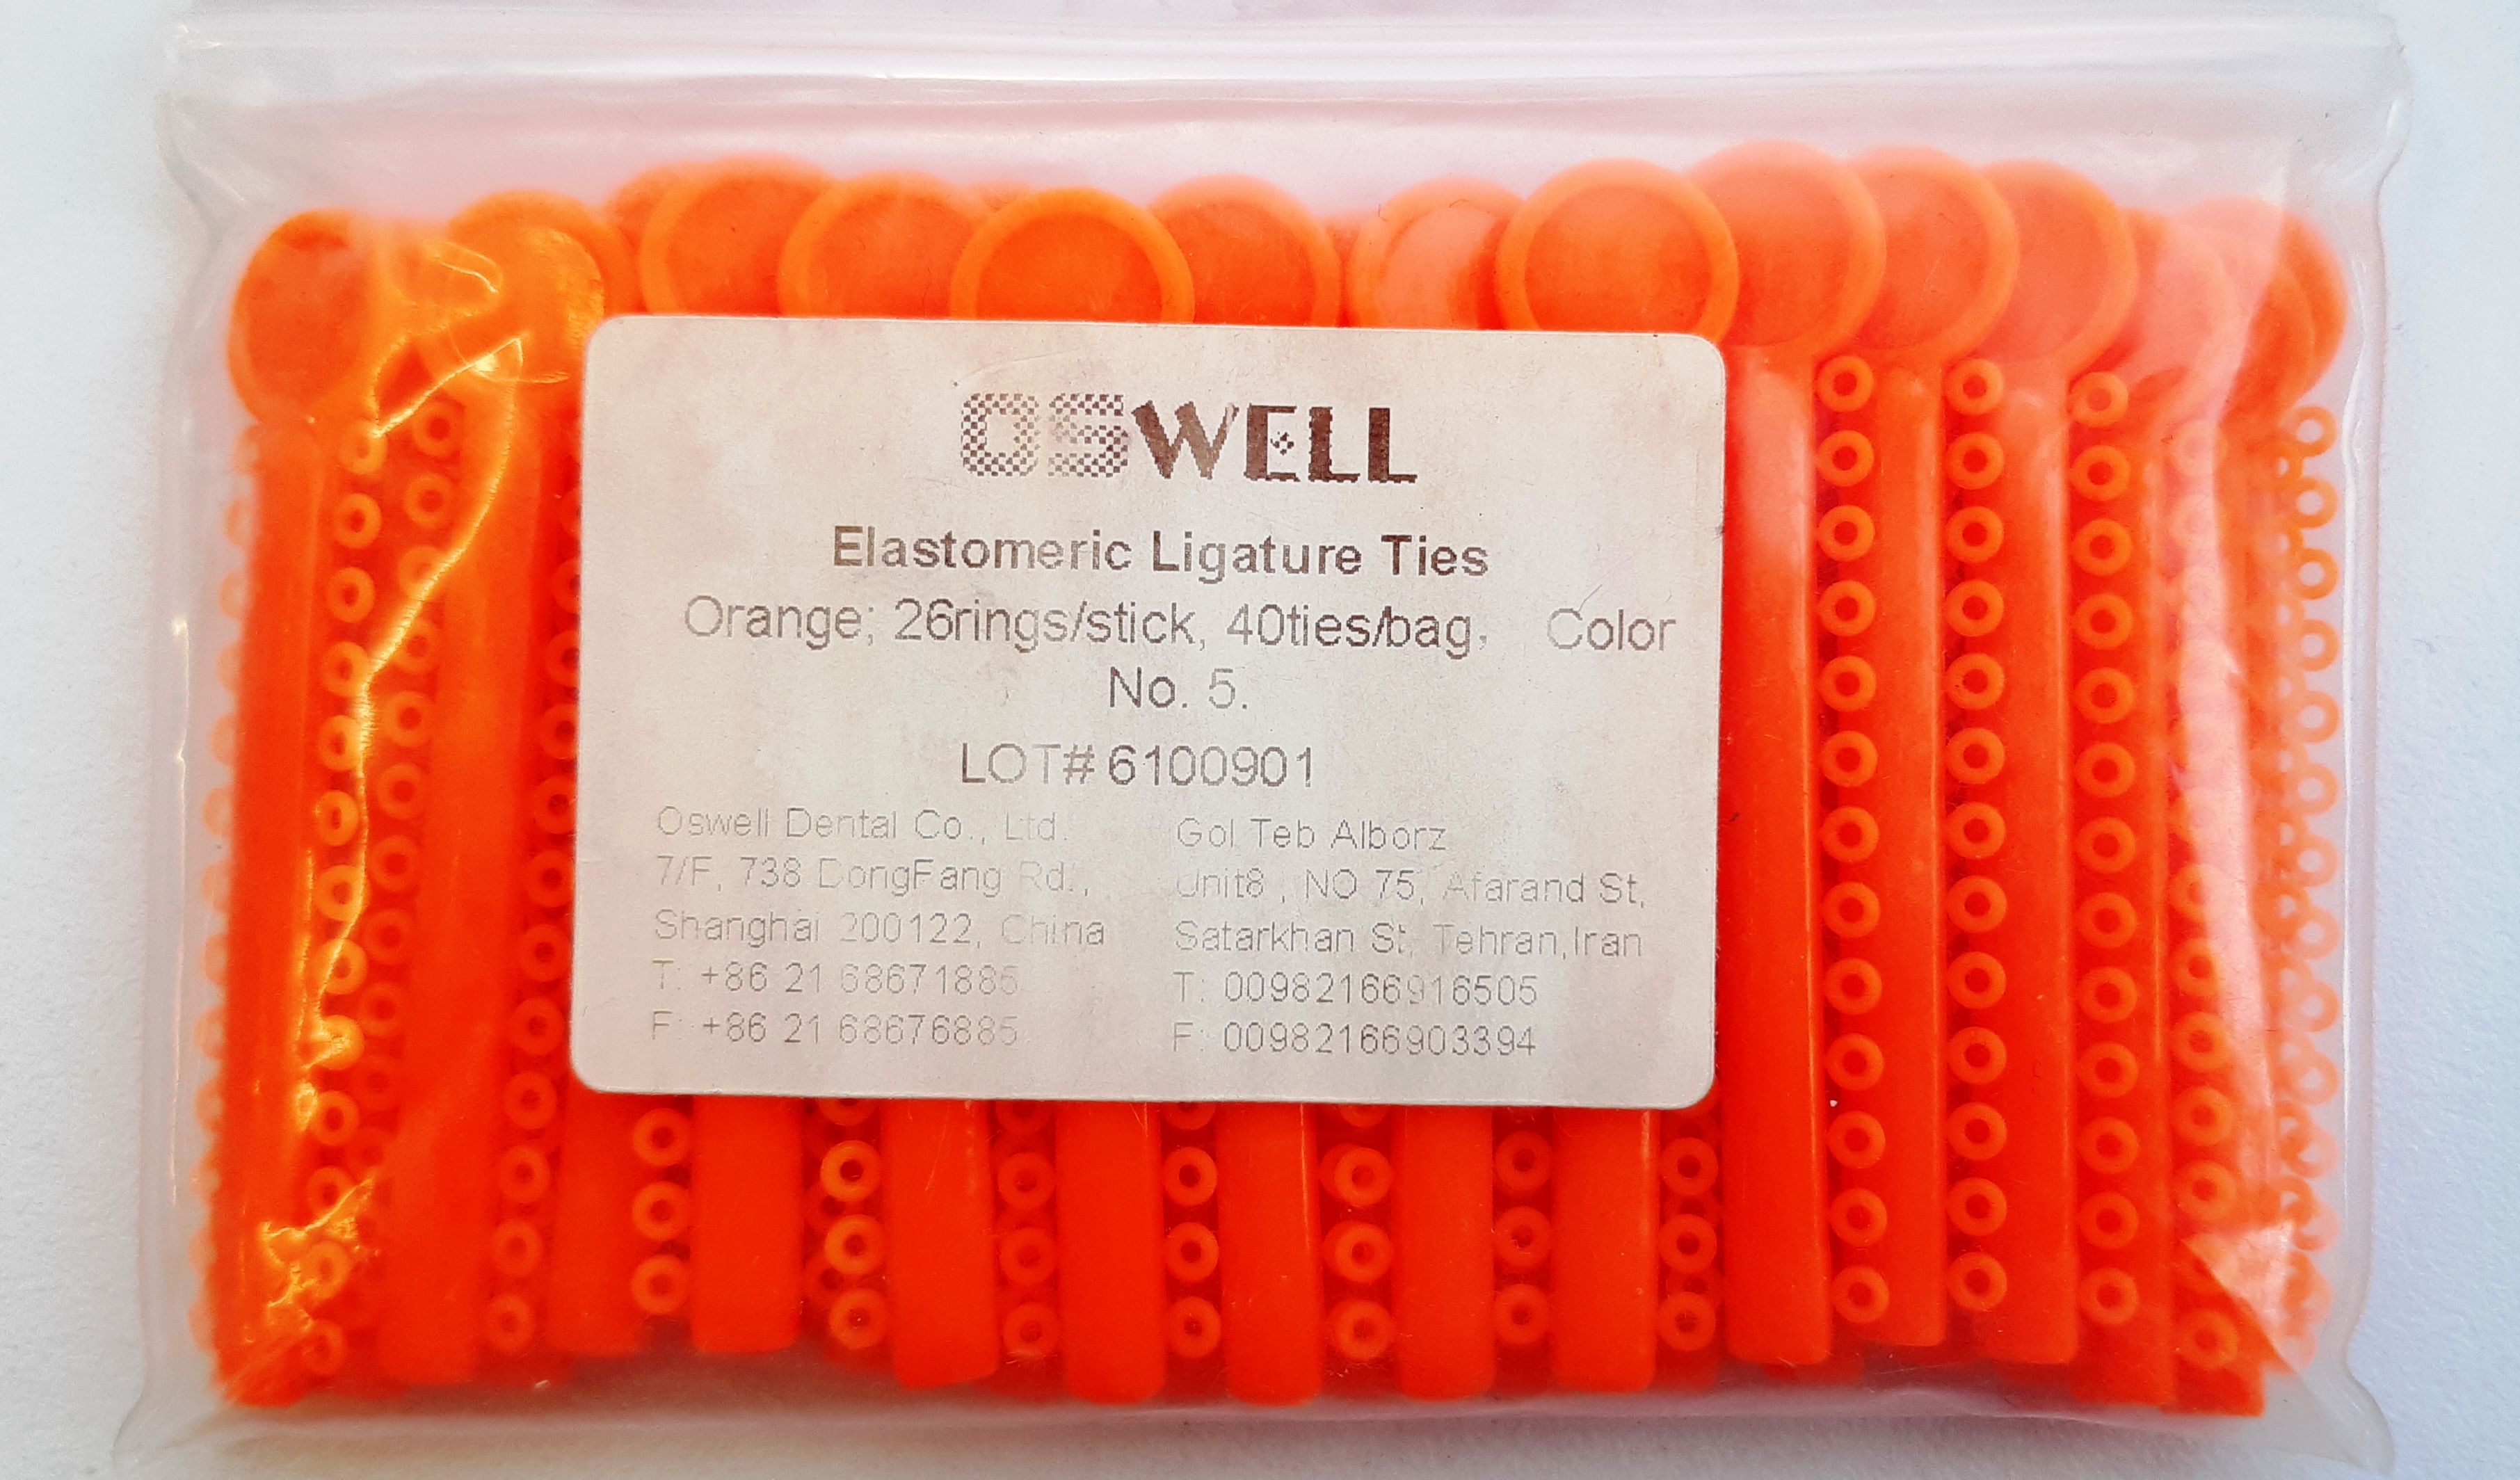 OSWELL
Elastomeric Ligature Ties
Orange; 26rings/stick, 40ties/bag, Color
No. 5.
LOT# 6100901
Oswell Dental Co., Ltd.
7/F, 738 DongFang Rd.,
Shanghai 200122, China
T: +86 21 68671885
F: +86 21 68676885
Gol Teb Alborz
Unit8 , NO 75, Afarand St,
Satarkhan St, Tehran,Iran
T: 00982166916505
F: 00982166903394